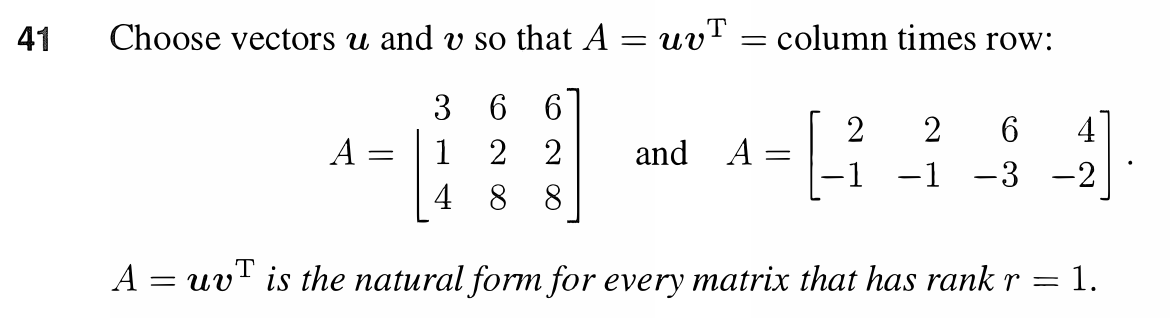 41 Choose vectors u and v so that A = uvᵀ = column times row:
A = [3 6 6; 1 2 2; 4 8 8] and A = [2 2 6 4; −1 −1 −3 −2].
A = uvᵀ is the natural form for every matrix that has rank r = 1.